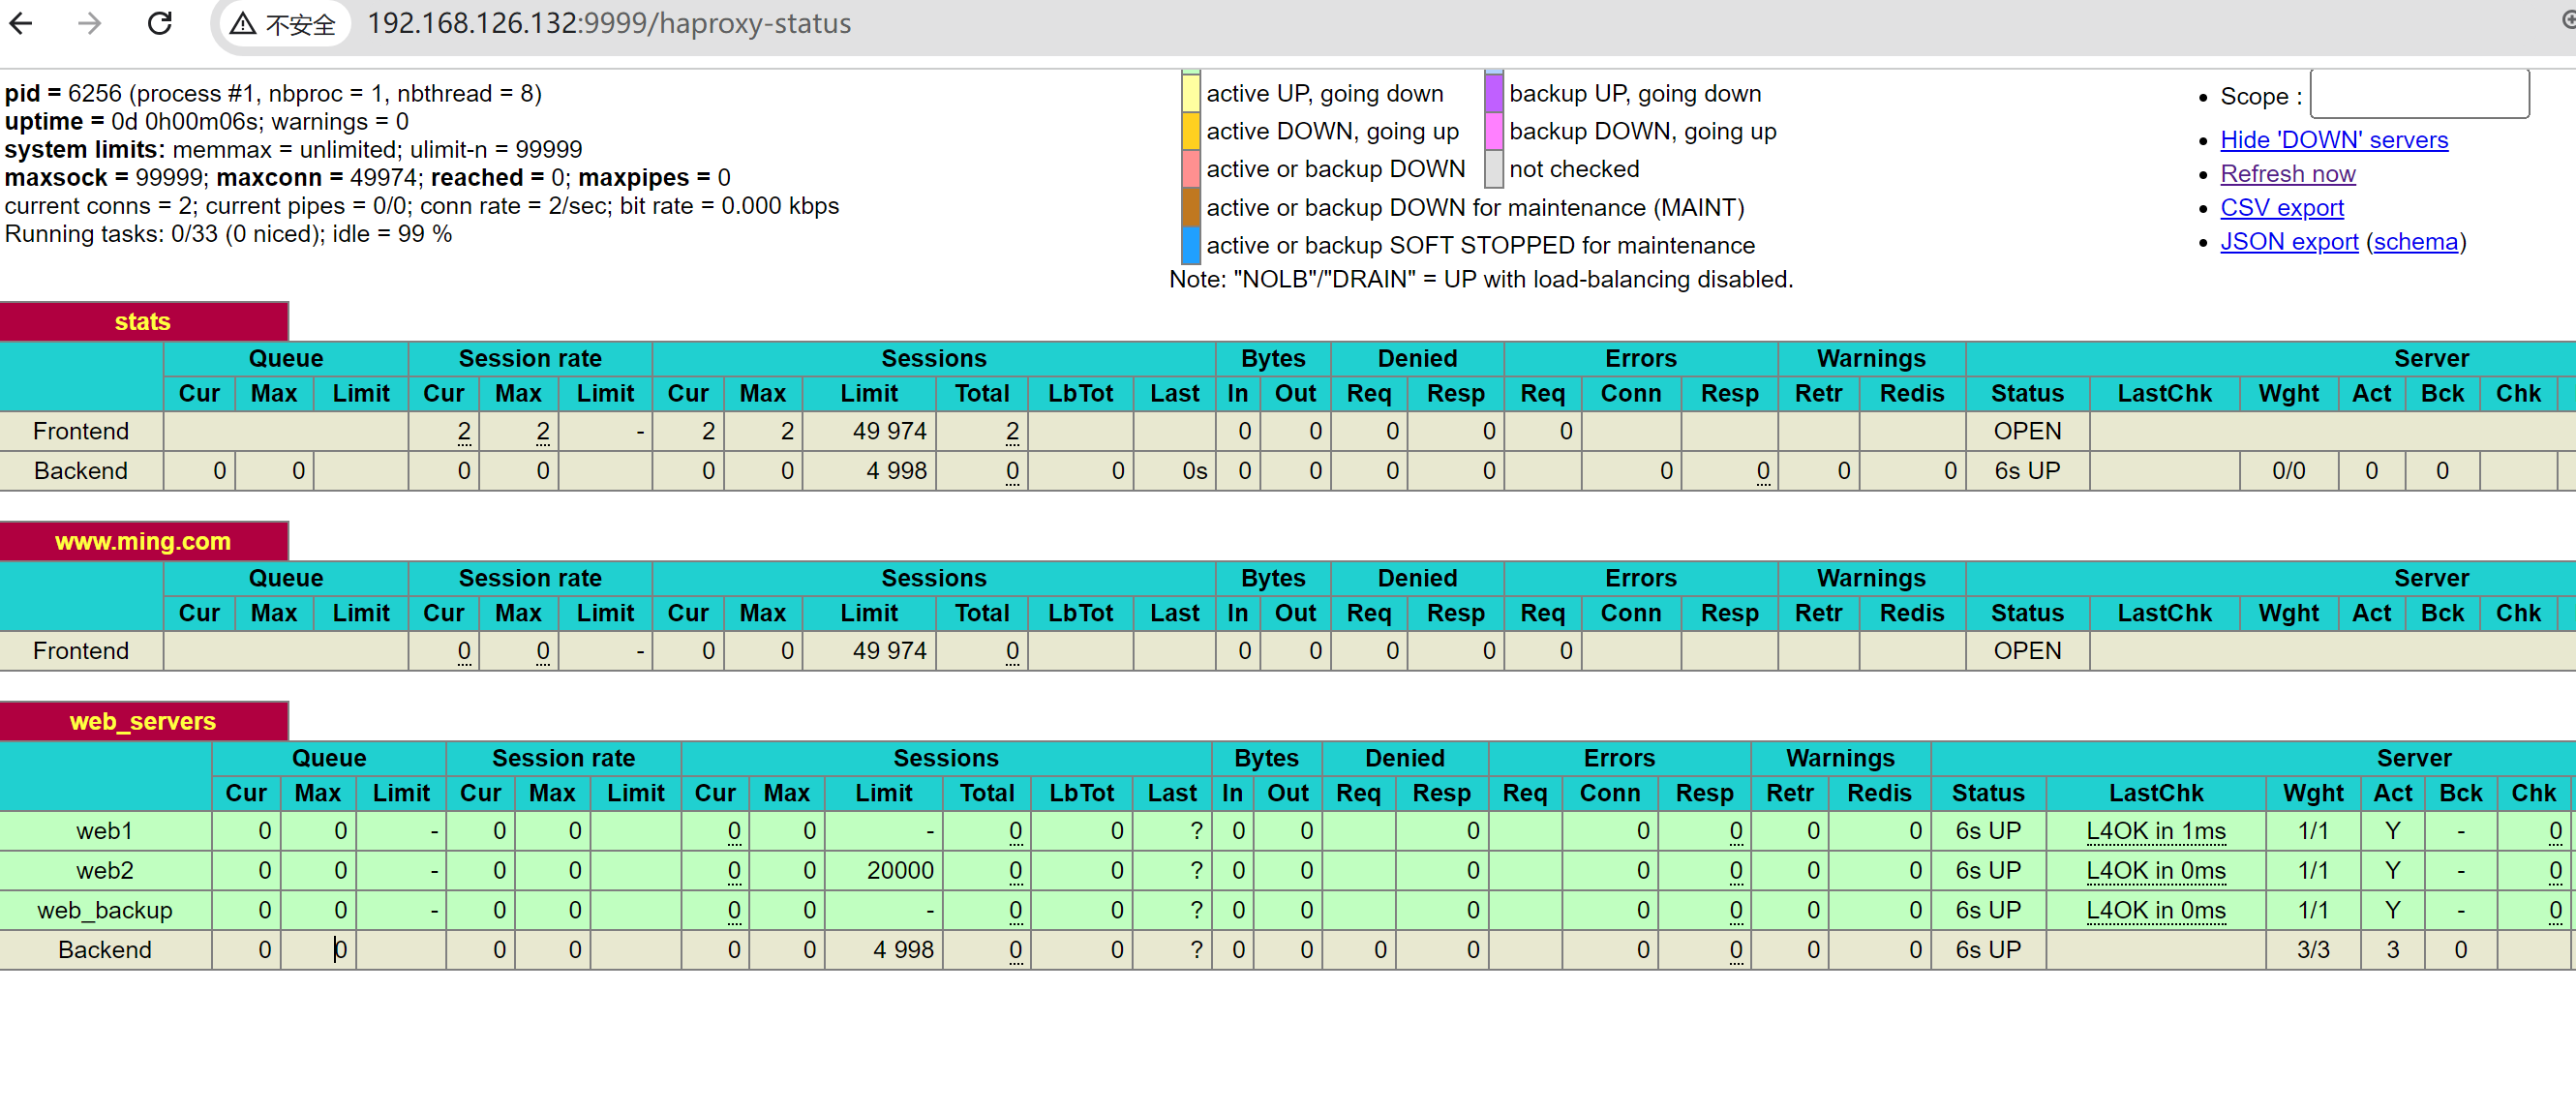 不安全 192.168.126.132:9999/haproxy-status
pid = 6256 (process #1, nbproc = 1, nbthread = 8)
uptime = 0d 0h00m06s; warnings = 0
system limits: memmax = unlimited; ulimit-n = 99999
maxsock = 99999; maxconn = 49974; reached = 0; maxpipes = 0
current conns = 2; current pipes = 0/0; conn rate = 2/sec; bit rate = 0.000 kbps
Running tasks: 0/33 (0 niced); idle = 99 %
active UP, going down backup UP, going down
active DOWN, going up backup DOWN, going up
active or backup DOWN not checked
active or backup DOWN for maintenance (MAINT)
active or backup SOFT STOPPED for maintenance
Note: "NOLB"/"DRAIN" = UP with load-balancing disabled.
• Scope :
• Hide 'DOWN' servers
• Refresh now
• CSV export
• JSON export (schema)
stats
Queue Session rate Sessions Bytes Denied Errors Warnings Server
Cur Max Limit Cur Max Limit Cur Max Limit Total LbTot Last In Out Req Resp Req Conn Resp Retr Redis Status LastChk Wght Act Bck Chk
Frontend 2 2 - 2 2 49 974 2 0 0 0 0 0 OPEN
Backend 0 0 0 0 0 0 4 998 0 0 0s 0 0 0 0 0 0 0 0 6s UP 0/0 0 0
www.ming.com
Queue Session rate Sessions Bytes Denied Errors Warnings Server
Cur Max Limit Cur Max Limit Cur Max Limit Total LbTot Last In Out Req Resp Req Conn Resp Retr Redis Status LastChk Wght Act Bck Chk
Frontend 0 0 - 0 0 49 974 0 0 0 0 0 0 OPEN
web_servers
Queue Session rate Sessions Bytes Denied Errors Warnings Server
Cur Max Limit Cur Max Limit Cur Max Limit Total LbTot Last In Out Req Resp Req Conn Resp Retr Redis Status LastChk Wght Act Bck Chk
web1 0 0 - 0 0 0 0 - 0 0 ? 0 0 0 0 0 0 0 6s UP L4OK in 1ms 1/1 Y - 0
web2 0 0 - 0 0 0 0 20000 0 0 ? 0 0 0 0 0 0 0 6s UP L4OK in 0ms 1/1 Y - 0
web_backup 0 0 - 0 0 0 0 - 0 0 ? 0 0 0 0 0 0 0 6s UP L4OK in 0ms 1/1 Y - 0
Backend 0 0 0 0 0 0 4 998 0 0 ? 0 0 0 0 0 0 0 0 6s UP 3/3 3 0